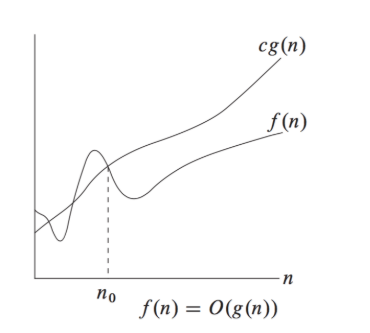 cg(n)
f(n)
n
n₀
f(n) = O(g(n))